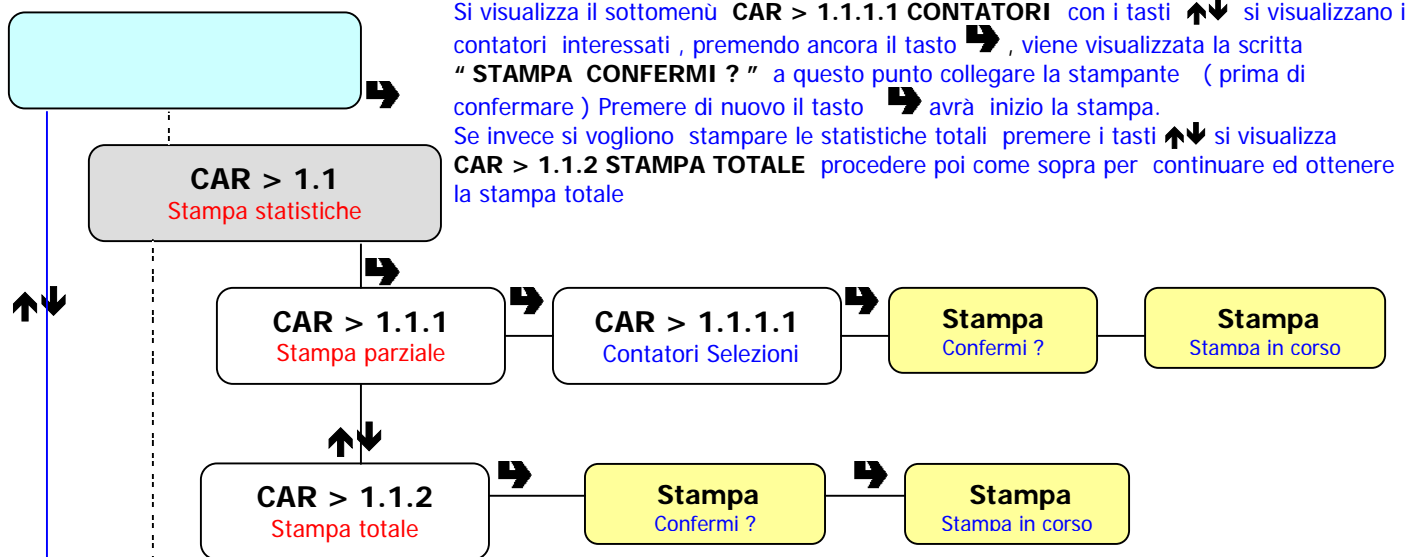 Si visualizza il sottomenù CAR > 1.1.1.1 CONTATORI con i tasti 🡹🡻 si visualizzano i
contatori interessati , premendo ancora il tasto , viene visualizzata la scritta
“ STAMPA CONFERMI ? ” a questo punto collegare la stampante ( prima di
confermare ) Premere di nuovo il tasto avrà inizio la stampa.
Se invece si vogliono stampare le statistiche totali premere i tasti 🡹🡻 si visualizza
CAR > 1.1.2 STAMPA TOTALE procedere poi come sopra per continuare ed ottenere
la stampa totale
CAR > 1.1
Stampa statistiche
CAR > 1.1.1
Stampa parziale
CAR > 1.1.1.1
Contatori Selezioni
Stampa
Confermi ?
Stampa
Stampa in corso
CAR > 1.1.2
Stampa totale
Stampa
Confermi ?
Stampa
Stampa in corso